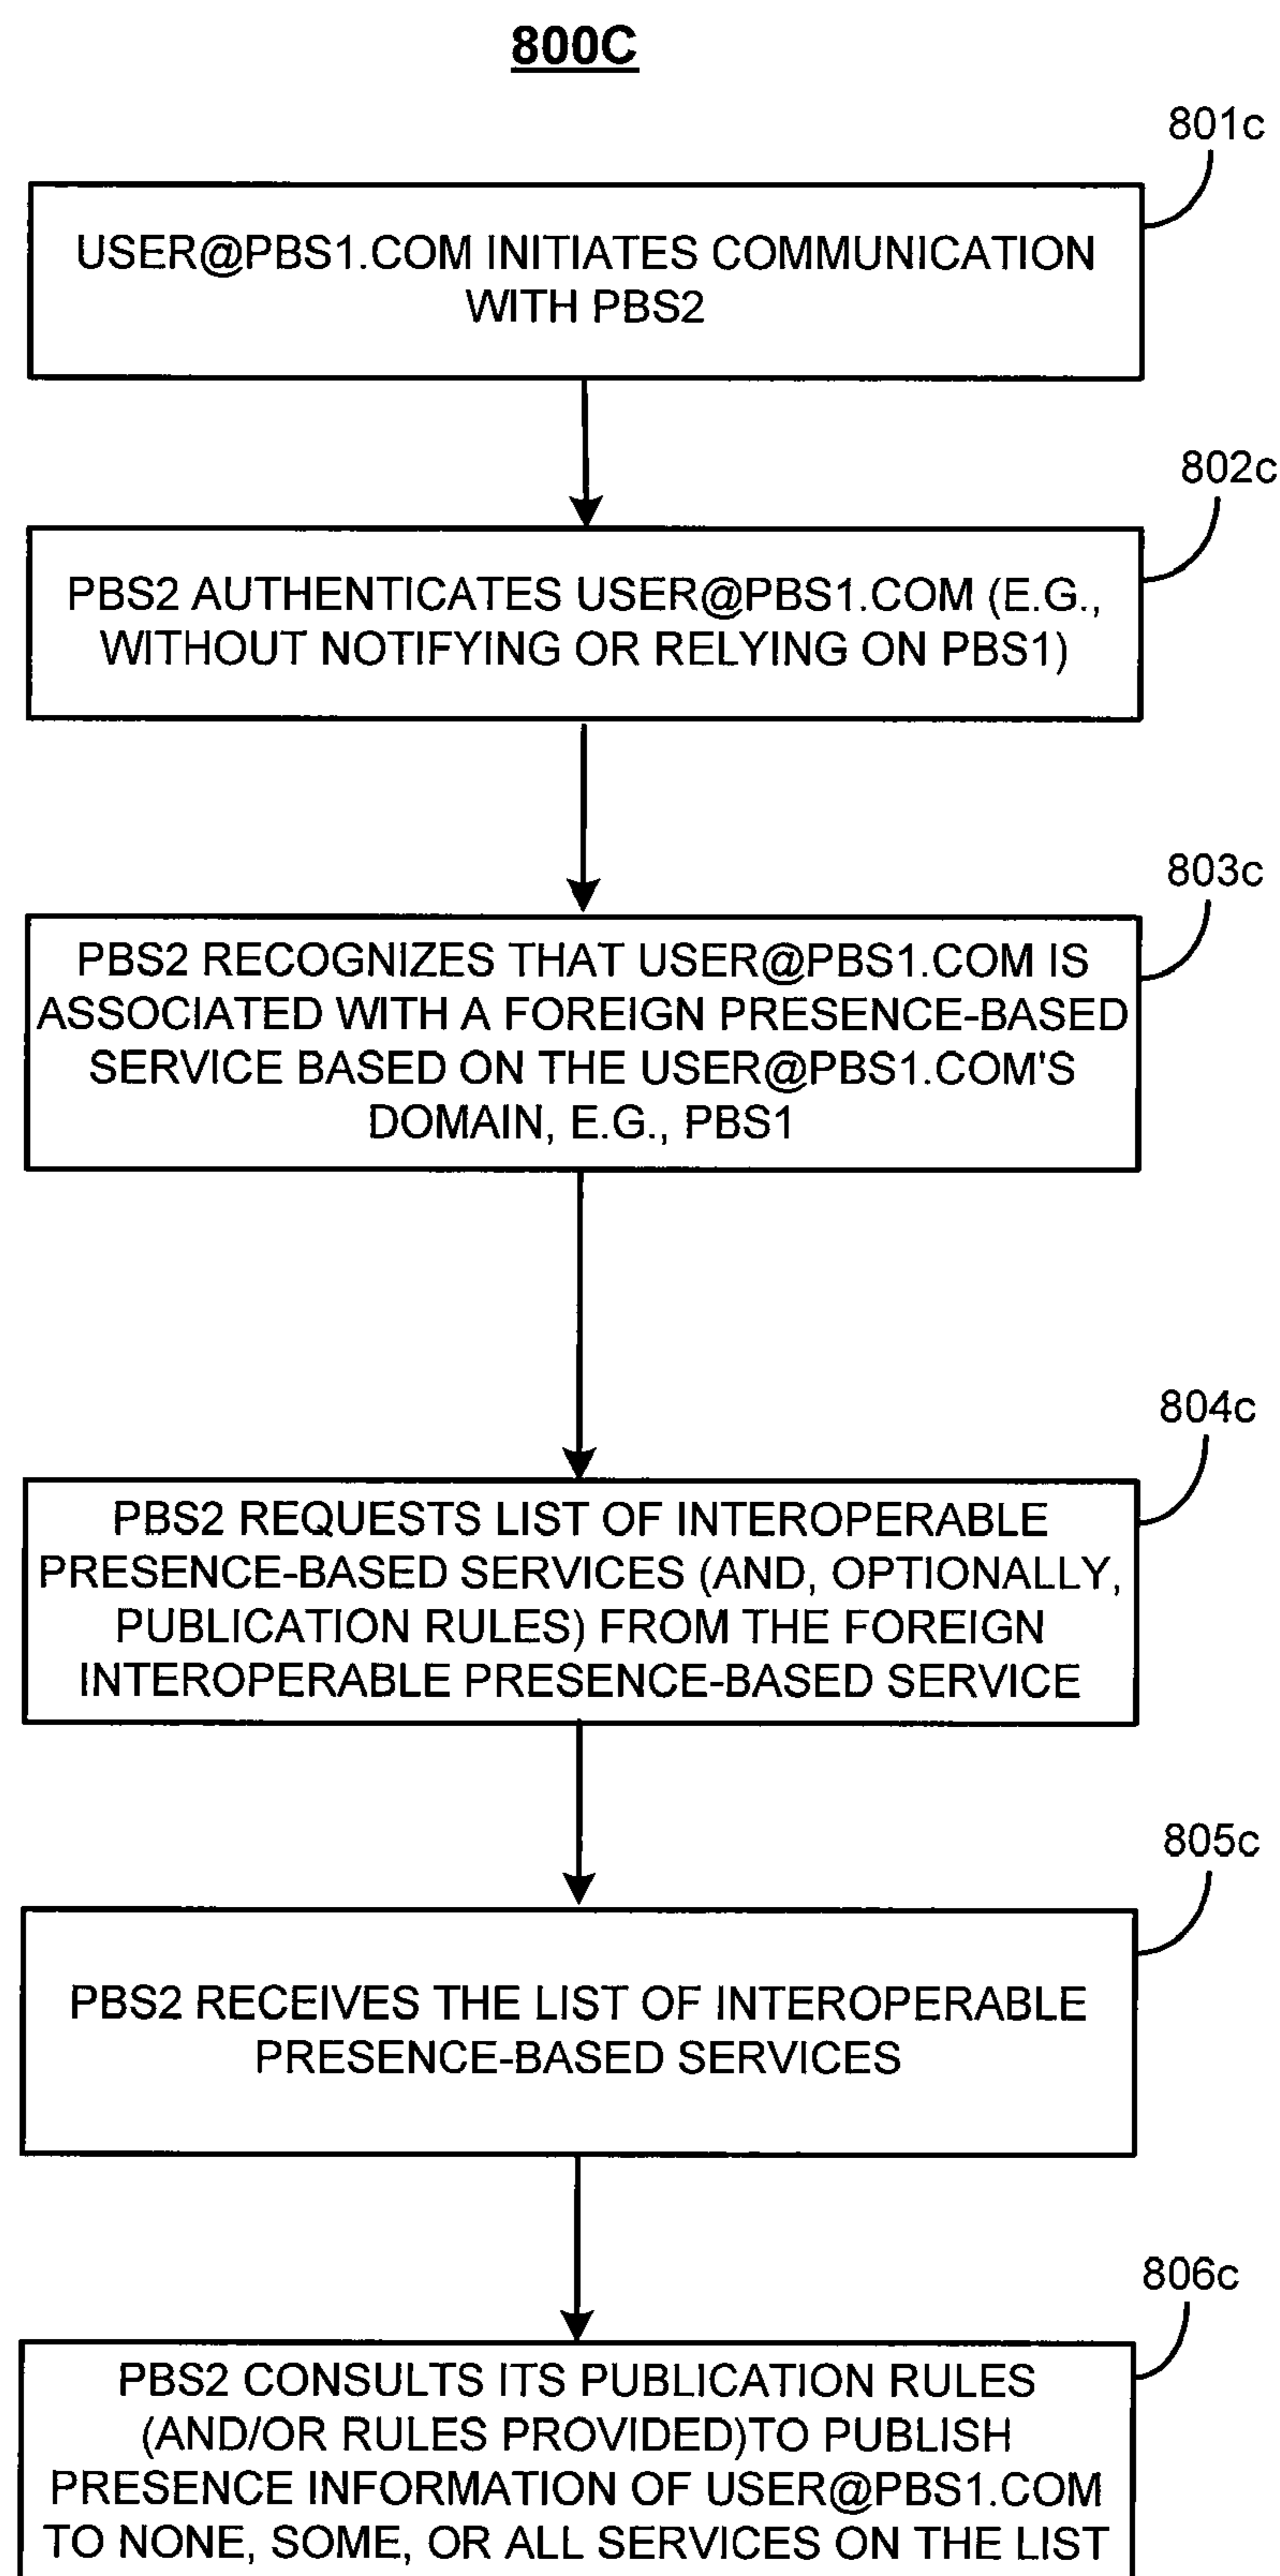 800C
801c
USER@PBS1.COM INITIATES COMMUNICATION
WITH PBS2
802c
PBS2 AUTHENTICATES USER@PBS1.COM (E.G.,
WITHOUT NOTIFYING OR RELYING ON PBS1)
803c
PBS2 RECOGNIZES THAT USER@PBS1.COM IS
ASSOCIATED WITH A FOREIGN PRESENCE-BASED
SERVICE BASED ON THE USER@PBS1.COM'S
DOMAIN, E.G., PBS1
804c
PBS2 REQUESTS LIST OF INTEROPERABLE
PRESENCE-BASED SERVICES (AND, OPTIONALLY,
PUBLICATION RULES) FROM THE FOREIGN
INTEROPERABLE PRESENCE-BASED SERVICE
805c
PBS2 RECEIVES THE LIST OF INTEROPERABLE
PRESENCE-BASED SERVICES
806c
PBS2 CONSULTS ITS PUBLICATION RULES
(AND/OR RULES PROVIDED)TO PUBLISH
PRESENCE INFORMATION OF USER@PBS1.COM
TO NONE, SOME, OR ALL SERVICES ON THE LIST